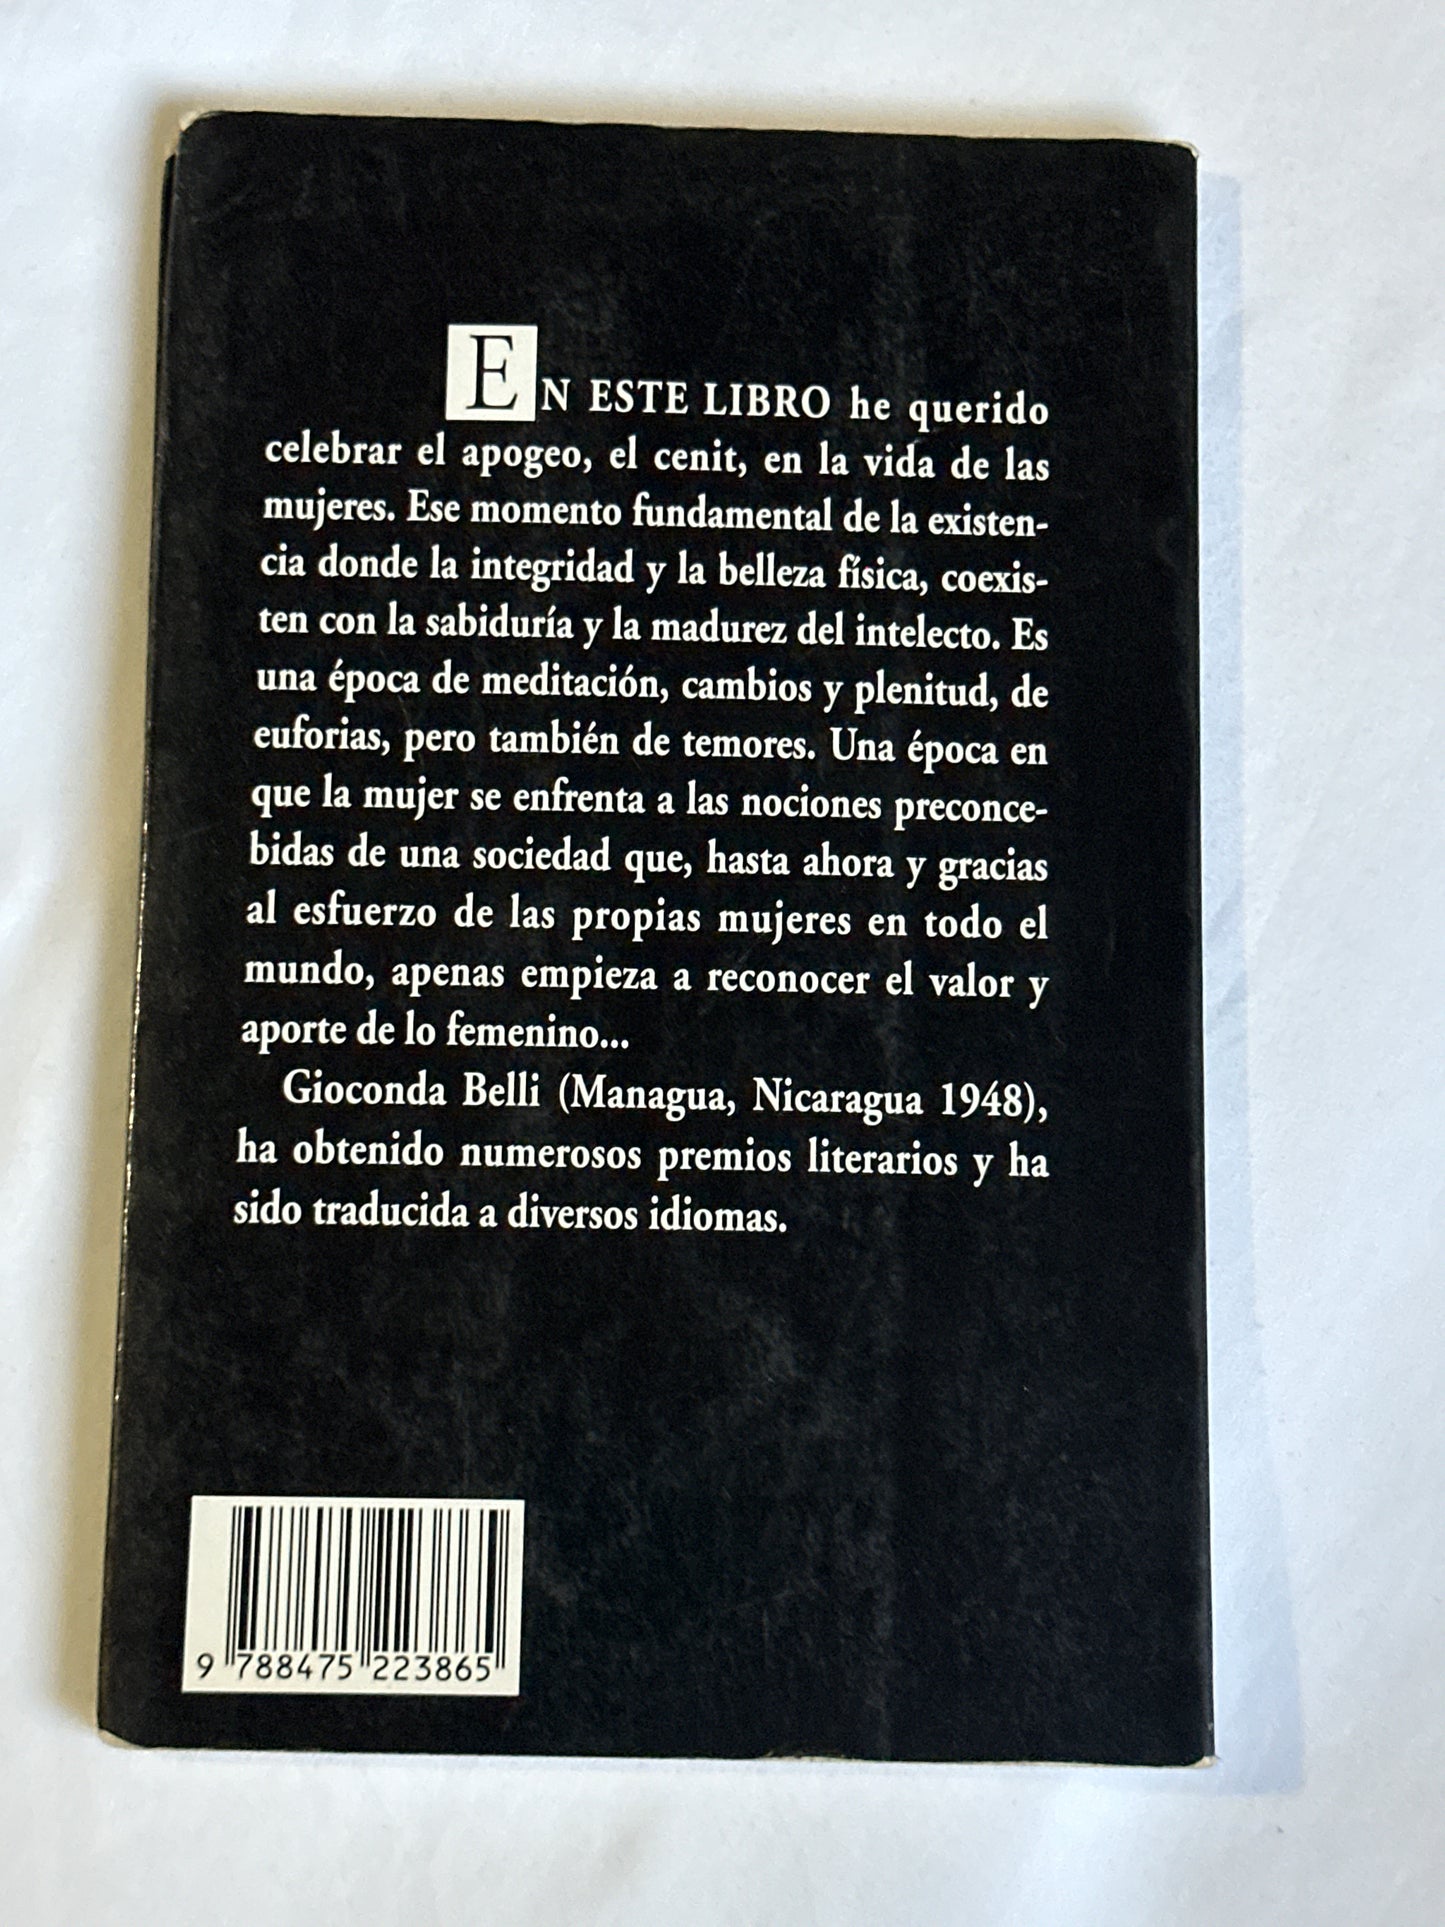 EN ESTE LIBRO he querido
celebrar el apogeo, el cenit, en la vida de las
mujeres. Ese momento fundamental de la existen-
cia donde la integridad y la belleza física, coexis-
ten con la sabiduría y la madurez del intelecto. Es
una época de meditación, cambios y plenitud, de
euforias, pero también de temores. Una época en
que la mujer se enfrenta a las nociones preconce-
bidas de una sociedad que, hasta ahora y gracias
al esfuerzo de las propias mujeres en todo el
mundo, apenas empieza a reconocer el valor y
aporte de lo femenino...
Gioconda Belli (Managua, Nicaragua 1948),
ha obtenido numerosos premios literarios y ha
sido traducida a diversos idiomas.
9 788475 223865